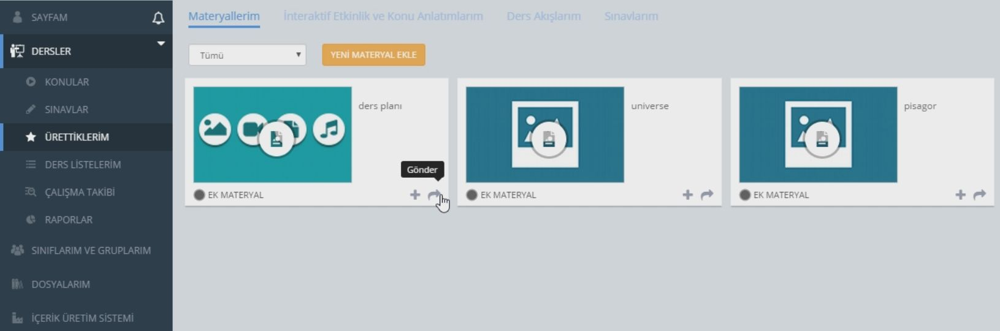 SAYFAM
DERSLER
KONULAR
SINAVLAR
ÜRETTİKLERİM
DERS LİSTELERİM
ÇALIŞMA TAKİBİ
RAPORLAR
SINIFLARIM VE GRUPLARIM
DOSYALARIM
İÇERİK ÜRETİM SİSTEMİ
Materyallerim İnteraktif Etkinlik ve Konu Anlatımlarım Ders Akışlarım Sınavlarım
Tümü YENİ MATERYAL EKLE
ders planı
Gönder
EK MATERYAL
universe
EK MATERYAL
pisagor
EK MATERYAL